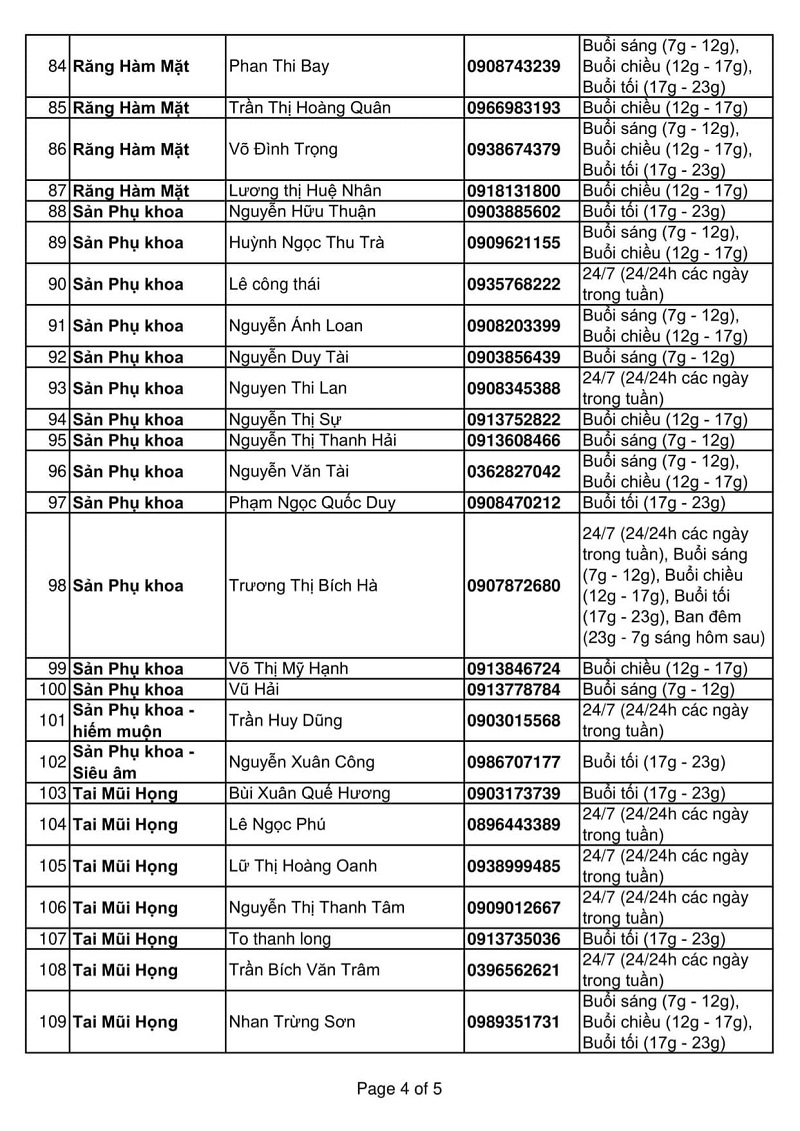 84 Răng Hàm Mặt Phan Thi Bay 0908743239 Buổi sáng (7g - 12g),
Buổi chiều (12g - 17g),
Buổi tối (17g - 23g)
85 Răng Hàm Mặt Trần Thị Hoàng Quân 0966983193 Buổi chiều (12g - 17g)
86 Răng Hàm Mặt Võ Đình Trọng 0938674379 Buổi sáng (7g - 12g),
Buổi chiều (12g - 17g),
Buổi tối (17g - 23g)
87 Răng Hàm Mặt Lương thị Huệ Nhân 0918131800 Buổi chiều (12g - 17g)
88 Sản Phụ khoa Nguyễn Hữu Thuận 0903885602 Buổi tối (17g - 23g)
89 Sản Phụ khoa Huỳnh Ngọc Thu Trà 0909621155 Buổi sáng (7g - 12g),
Buổi chiều (12g - 17g)
90 Sản Phụ khoa Lê công thái 0935768222 24/7 (24/24h các ngày
trong tuần)
91 Sản Phụ khoa Nguyễn Ánh Loan 0908203399 Buổi sáng (7g - 12g),
Buổi chiều (12g - 17g)
92 Sản Phụ khoa Nguyễn Duy Tài 0903856439 Buổi sáng (7g - 12g)
93 Sản Phụ khoa Nguyen Thi Lan 0908345388 24/7 (24/24h các ngày
trong tuần)
94 Sản Phụ khoa Nguyễn Thị Sự 0913752822 Buổi chiều (12g - 17g)
95 Sản Phụ khoa Nguyễn Thị Thanh Hải 0913608466 Buổi sáng (7g - 12g)
96 Sản Phụ khoa Nguyễn Văn Tài 0362827042 Buổi sáng (7g - 12g),
Buổi chiều (12g - 17g)
97 Sản Phụ khoa Phạm Ngọc Quốc Duy 0908470212 Buổi tối (17g - 23g)
98 Sản Phụ khoa Trương Thị Bích Hà 0907872680 24/7 (24/24h các ngày
trong tuần), Buổi sáng
(7g - 12g), Buổi chiều
(12g - 17g), Buổi tối
(17g - 23g), Ban đêm
(23g - 7g sáng hôm sau)
99 Sản Phụ khoa Võ Thị Mỹ Hạnh 0913846724 Buổi chiều (12g - 17g)
100 Sản Phụ khoa Vũ Hải 0913778784 Buổi sáng (7g - 12g)
101 Sản Phụ khoa - Trần Huy Dũng 0903015568 24/7 (24/24h các ngày
hiếm muộn trong tuần)
102 Sản Phụ khoa - Nguyễn Xuân Công 0986707177 Buổi tối (17g - 23g)
Siêu âm
103 Tai Mũi Họng Bùi Xuân Quế Hương 0903173739 Buổi tối (17g - 23g)
104 Tai Mũi Họng Lê Ngọc Phú 0896443389 24/7 (24/24h các ngày
trong tuần)
105 Tai Mũi Họng Lữ Thị Hoàng Oanh 0938999485 24/7 (24/24h các ngày
trong tuần)
106 Tai Mũi Họng Nguyễn Thị Thanh Tâm 0909012667 24/7 (24/24h các ngày
trong tuần)
107 Tai Mũi Họng To thanh long 0913735036 Buổi tối (17g - 23g)
108 Tai Mũi Họng Trần Bích Văn Trâm 0396562621 24/7 (24/24h các ngày
trong tuần)
109 Tai Mũi Họng Nhan Trừng Sơn 0989351731 Buổi sáng (7g - 12g),
Buổi chiều (12g - 17g),
Buổi tối (17g - 23g)
Page 4 of 5